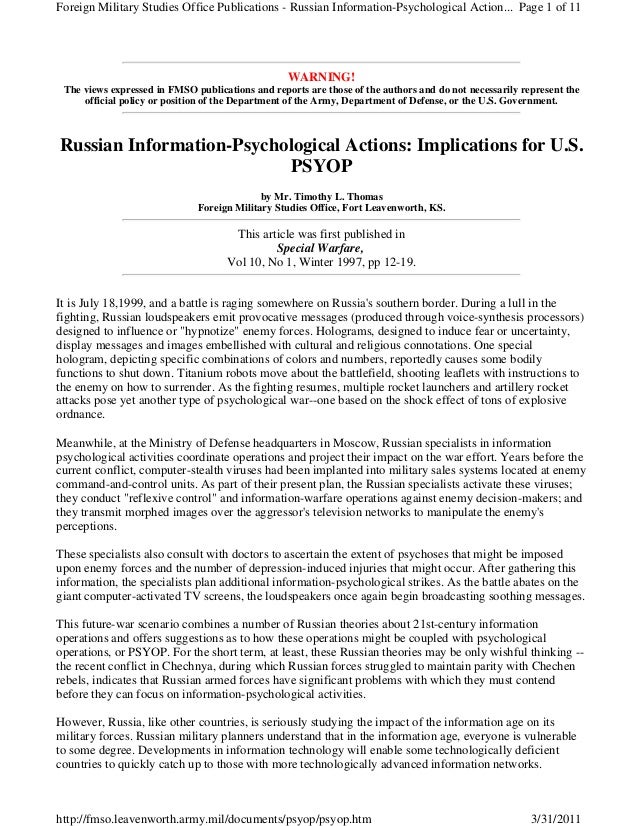 Foreign Military Studies Office Publications - Russian Information-Psychological Action... Page 1 of 11
WARNING!
The views expressed in FMSO publications and reports are those of the authors and do not necessarily represent the
official policy or position of the Department of the Army, Department of Defense, or the U.S. Government.
Russian Information-Psychological Actions: Implications for U.S.
PSYOP
by Mr. Timothy L. Thomas
Foreign Military Studies Office, Fort Leavenworth, KS.
This article was first published in
Special Warfare,
Vol 10, No 1, Winter 1997, pp 12-19.
It is July 18,1999, and a battle is raging somewhere on Russia's southern border. During a lull in the
fighting, Russian loudspeakers emit provocative messages (produced through voice-synthesis processors)
designed to influence or "hypnotize" enemy forces. Holograms, designed to induce fear or uncertainty,
display messages and images embellished with cultural and religious connotations. One special
hologram, depicting specific combinations of colors and numbers, reportedly causes some bodily
functions to shut down. Titanium robots move about the battlefield, shooting leaflets with instructions to
the enemy on how to surrender. As the fighting resumes, multiple rocket launchers and artillery rocket
attacks pose yet another type of psychological war--one based on the shock effect of tons of explosive
ordnance.
Meanwhile, at the Ministry of Defense headquarters in Moscow, Russian specialists in information
psychological activities coordinate operations and project their impact on the war effort. Years before the
current conflict, computer-stealth viruses had been implanted into military sales systems located at enemy
command-and-control units. As part of their present plan, the Russian specialists activate these viruses;
they conduct "reflexive control" and information-warfare operations against enemy decision-makers; and
they transmit morphed images over the aggressor's television networks to manipulate the enemy's
perceptions.
These specialists also consult with doctors to ascertain the extent of psychoses that might be imposed
upon enemy forces and the number of depression-induced injuries that might occur. After gathering this
information, the specialists plan additional information-psychological strikes. As the battle abates on the
giant computer-activated TV screens, the loudspeakers once again begin broadcasting soothing messages.
This future-war scenario combines a number of Russian theories about 21st-century information
operations and offers suggestions as to how these operations might be coupled with psychological
operations, or PSYOP. For the short term, at least, these Russian theories may be only wishful thinking --
the recent conflict in Chechnya, during which Russian forces struggled to maintain parity with Chechen
rebels, indicates that Russian armed forces have significant problems with which they must contend
before they can focus on information-psychological activities.
However, Russia, like other countries, is seriously studying the impact of the information age on its
military forces. Russian military planners understand that in the information age, everyone is vulnerable
to some degree. Developments in information technology will enable some technologically deficient
countries to quickly catch up to those with more technologically advanced information networks.
http://fmso.leavenworth.army.mil/documents/psyop/psyop.htm 3/31/2011